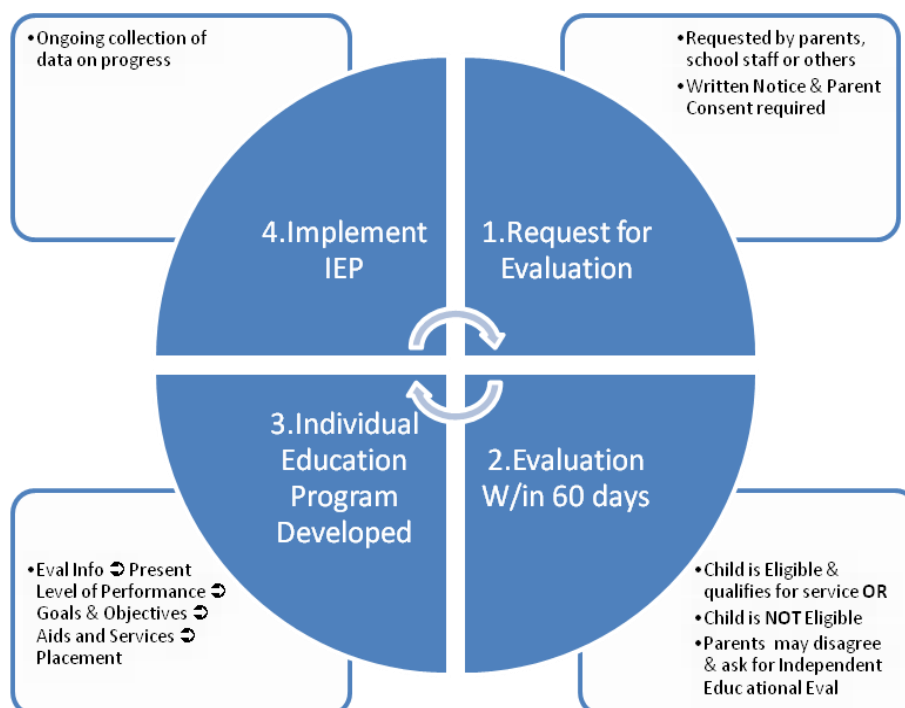 •Ongoing collection of
data on progress
•Requested by parents,
school staff or others
•Written Notice & Parent
Consent required
4.Implement
IEP
1.Request for
Evaluation
3.Individual
Education
Program
Developed
2.Evaluation
W/in 60 days
•Eval Info ➲ Present
Level of Performance ➲
Goals & Objectives ➲
Aids and Services ➲
Placement
•Child is Eligible &
qualifies for service OR
•Child is NOT Eligible
•Parents may disagree
& ask for Independent
Educational Eval